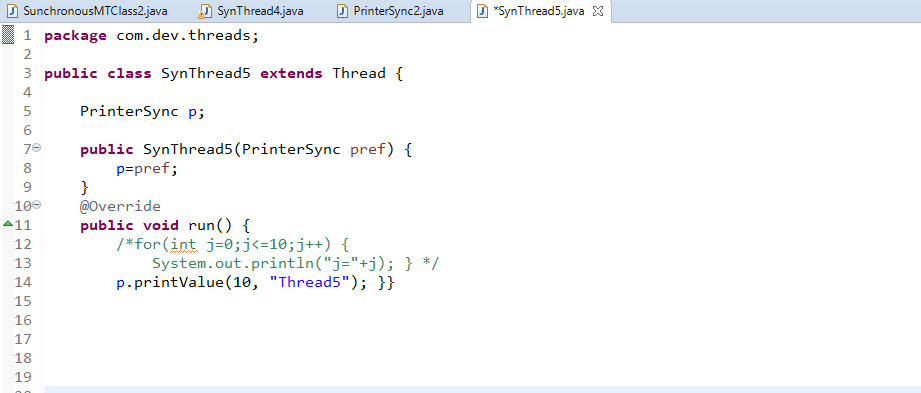 SunchronousMTClass2.java SynThread4.java PrinterSync2.java *SynThread5.java
1 package com.dev.threads;
2
3 public class SynThread5 extends Thread {
4
5 PrinterSync p;
6
7 public SynThread5(PrinterSync pref) {
8 p=pref;
9 }
10 @Override
11 public void run() {
12 /*for(int j=0;j<=10;j++) {
13 System.out.println("j="+j); } */
14 p.printValue(10, "Thread5"); }}
15
16
17
18
19